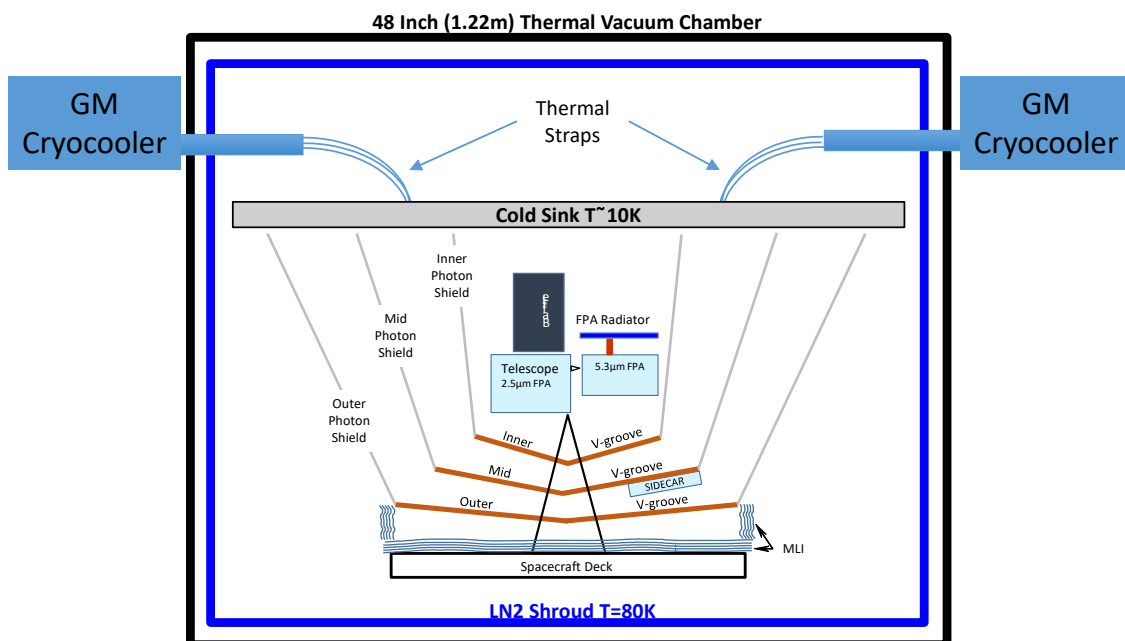 48 Inch (1.22m) Thermal Vacuum Chamber
GM
Cryocooler
Thermal
Straps
GM
Cryocooler
Cold Sink T~10K
Inner
Photon
Shield
Baffle
Mid
Photon
Shield
FPA Radiator
Telescope
2.5µm FPA
5.3µm FPA
Outer
Photon
Shield
Inner
V-groove
Mid
V-groove
SIDECAR
Outer
V-groove
MLI
Spacecraft Deck
LN2 Shroud T=80K